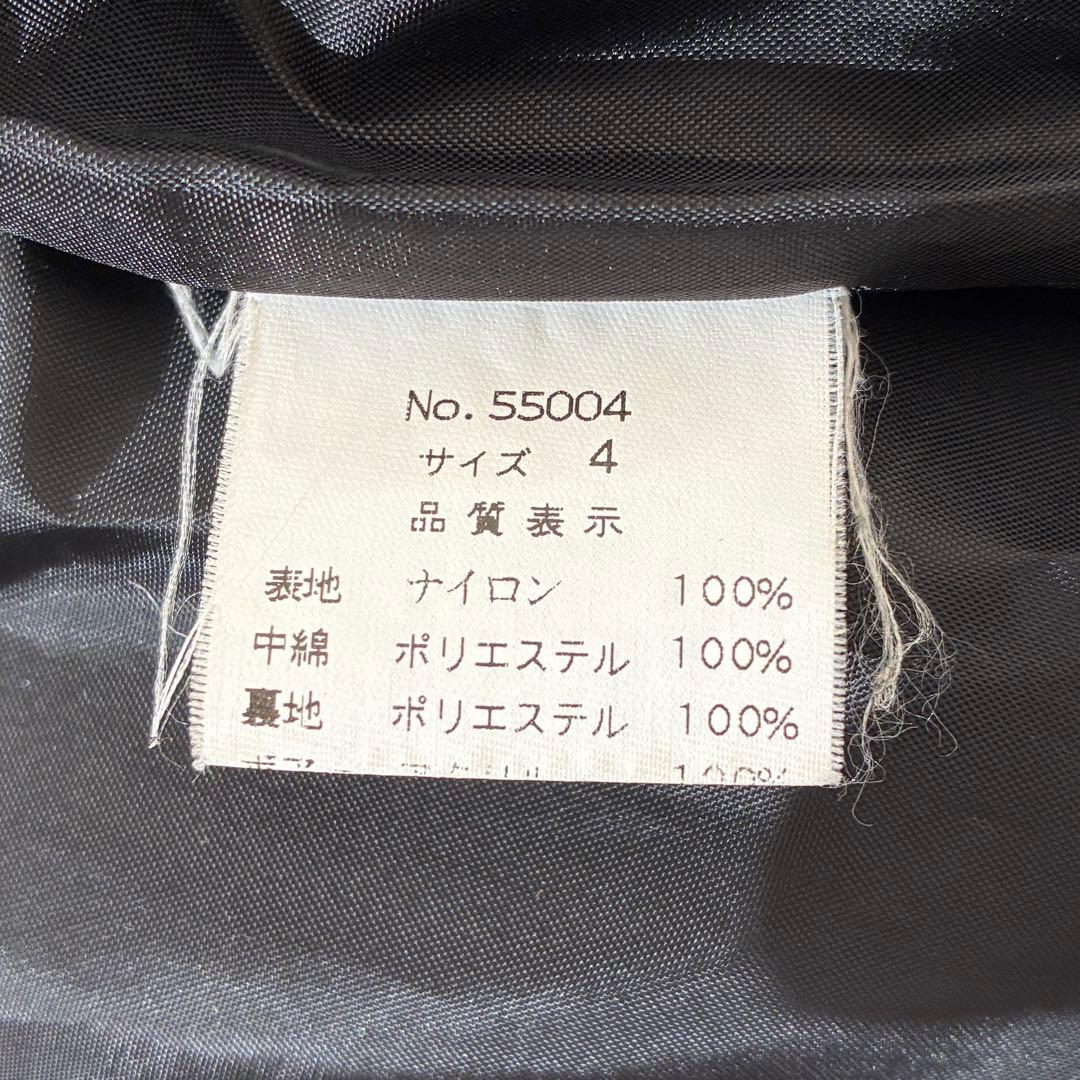 No. 55004
サイズ 4
品質表示
表地 ナイロン 100%
中綿 ポリエステル 100%
裏地 ポリエステル 100%
100%